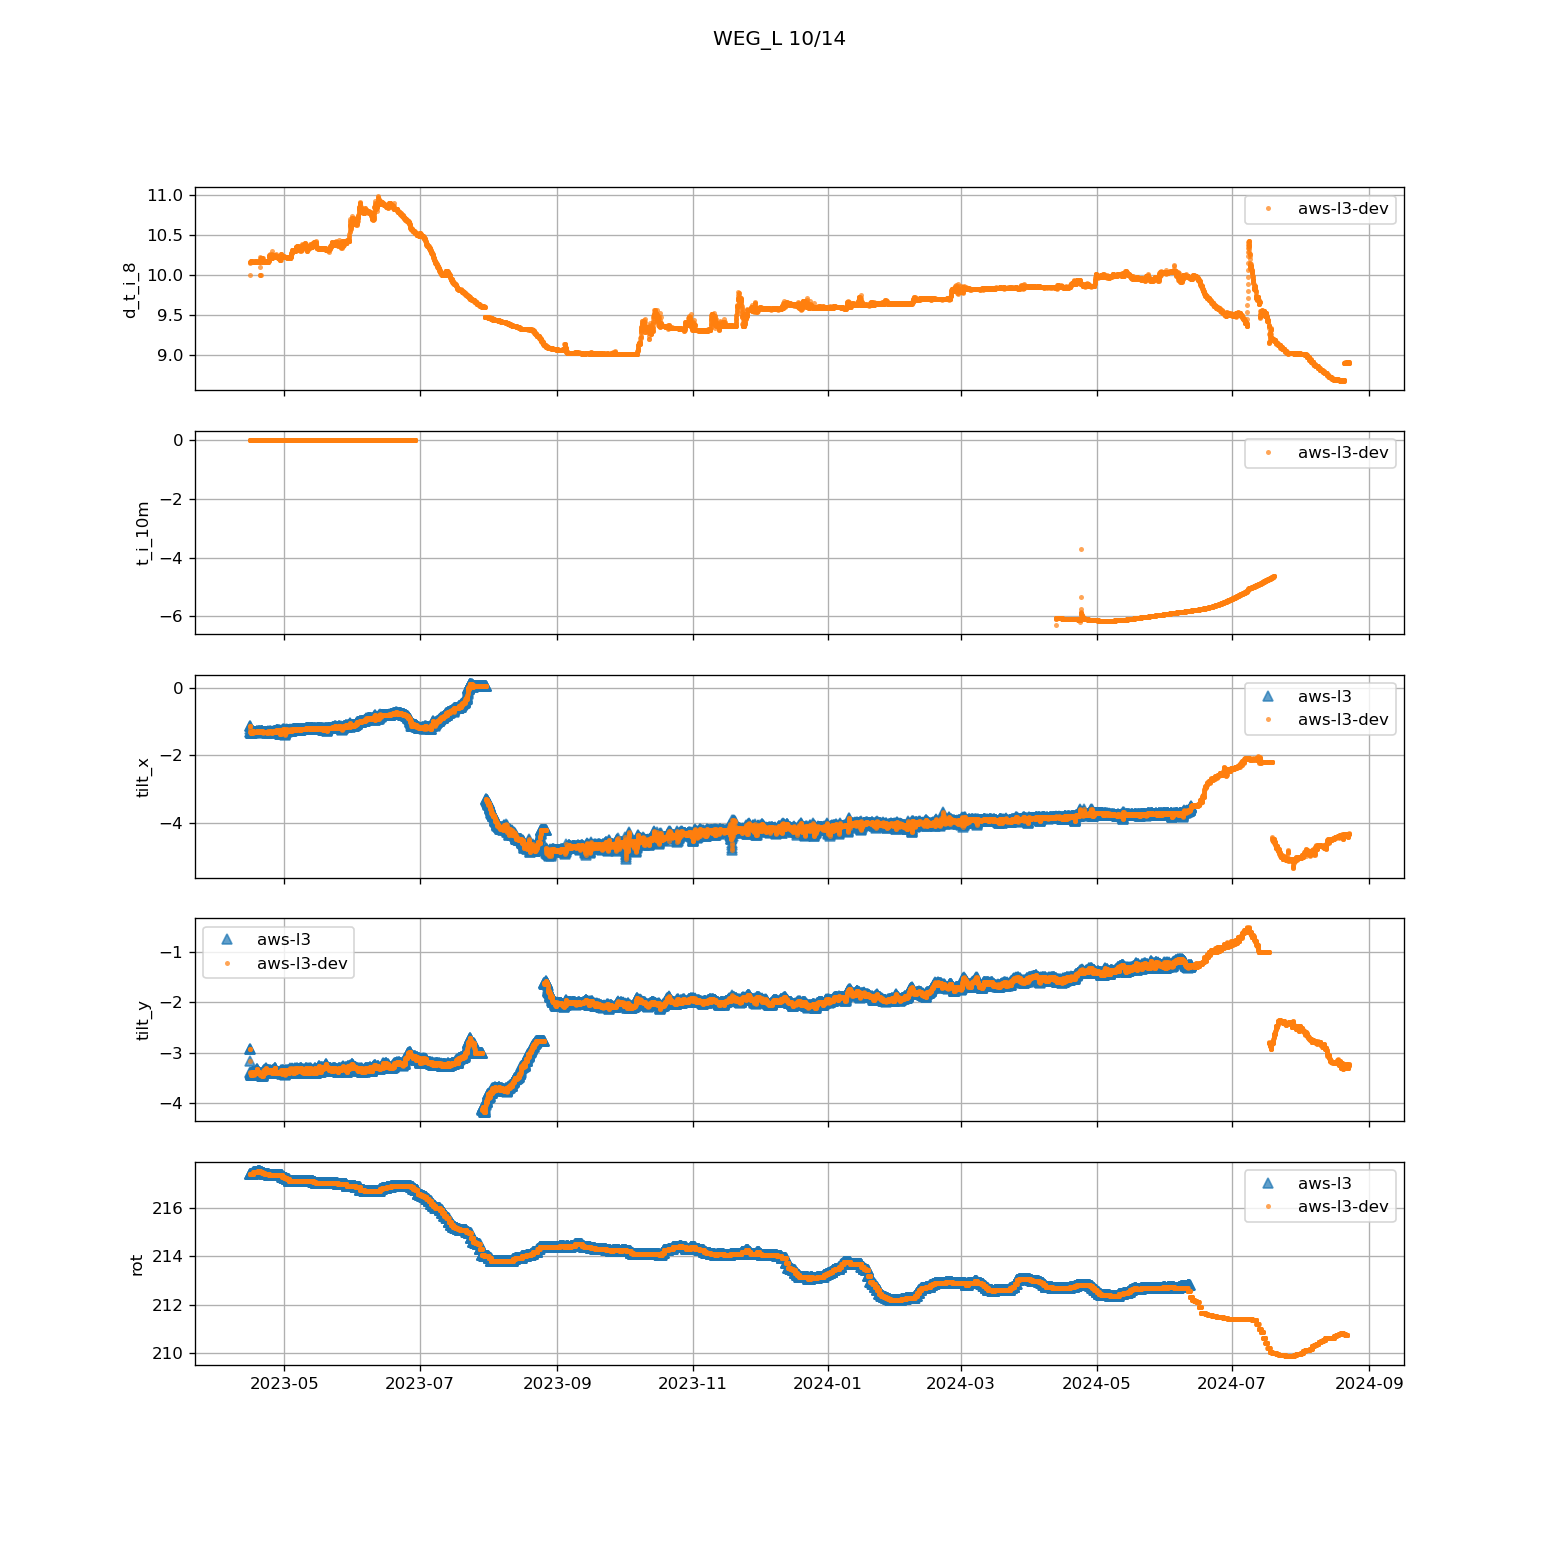 WEG_L 10/14
11.0
10.5
10.0
9.5
9.0
d_t_i_8
aws-l3-dev
0
−2
−4
−6
t_i_10m
aws-l3-dev
0
−2
−4
tilt_x
aws-l3
aws-l3-dev
−1
−2
−3
−4
tilt_y
aws-l3
aws-l3-dev
216
214
212
210
rot
aws-l3
aws-l3-dev
2023-05 2023-07 2023-09 2023-11 2024-01 2024-03 2024-05 2024-07 2024-09